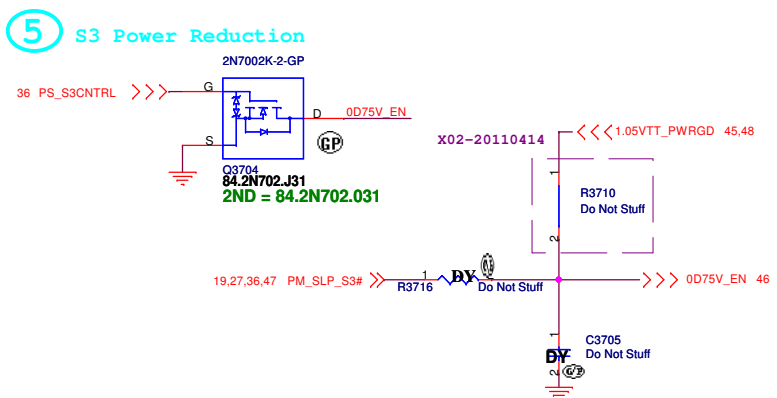 5 S3 Power Reduction
2N7002K-2-GP
36 PS_S3CNTRL
G
D
0D75V_EN
S
GP
Q3704
84.2N702.J31
2ND = 84.2N702.031
X02-20110414
1.05VTT_PWRGD 45,48
1
R3710
Do Not Stuff
2
19,27,36,47 PM_SLP_S3#
1
DY
R3716
Do Not Stuff
0D75V_EN 46
1
C3705
DY
Do Not Stuff
2
G/P